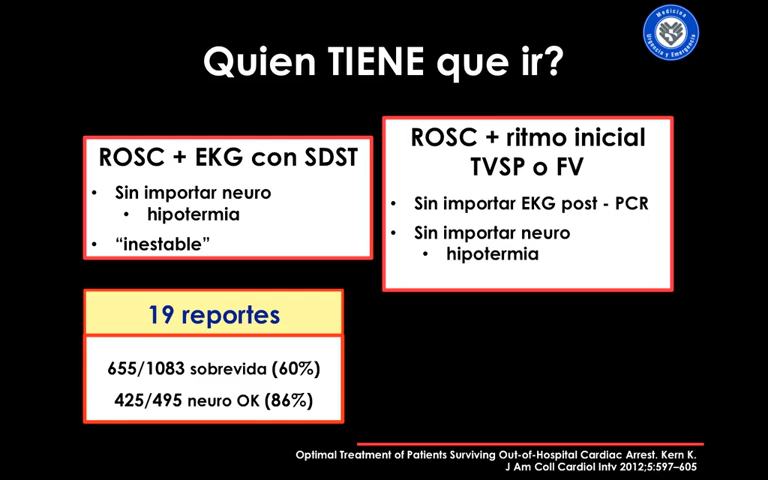 Quien TIENE que ir?
Medicina
Urgencia y Emergencia
ROSC + EKG con SDST
• Sin importar neuro
• hipotermia
• “inestable”
ROSC + ritmo inicial
TVSP o FV
• Sin importar EKG post - PCR
• Sin importar neuro
• hipotermia
19 reportes
655/1083 sobrevida (60%)
425/495 neuro OK (86%)
Optimal Treatment of Patients Surviving Out-of-Hospital Cardiac Arrest. Kern K.
J Am Coll Cardiol Intv 2012;5:597–605